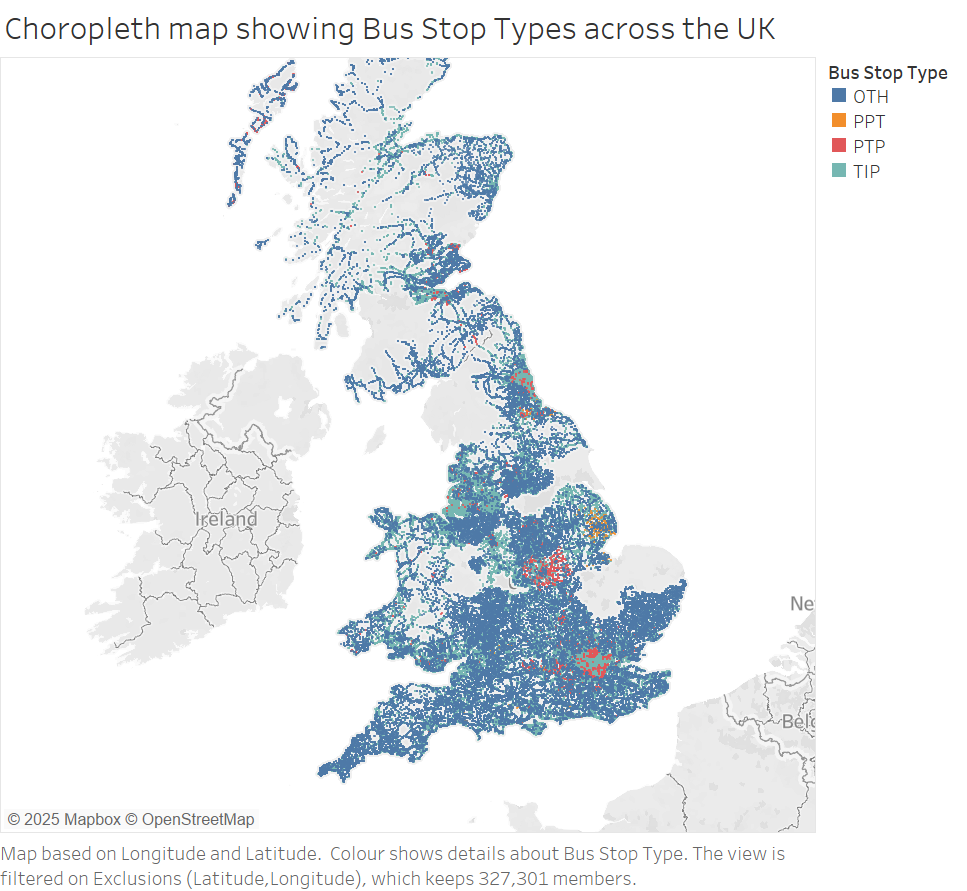 Choropleth map showing Bus Stop Types across the UK
Bus Stop Type
OTH
PPT
PTP
TIP
Ireland
Ne
Belg
© 2025 Mapbox © OpenStreetMap
Map based on Longitude and Latitude.  Colour shows details about Bus Stop Type. The view is
filtered on Exclusions (Latitude,Longitude), which keeps 327,301 members.